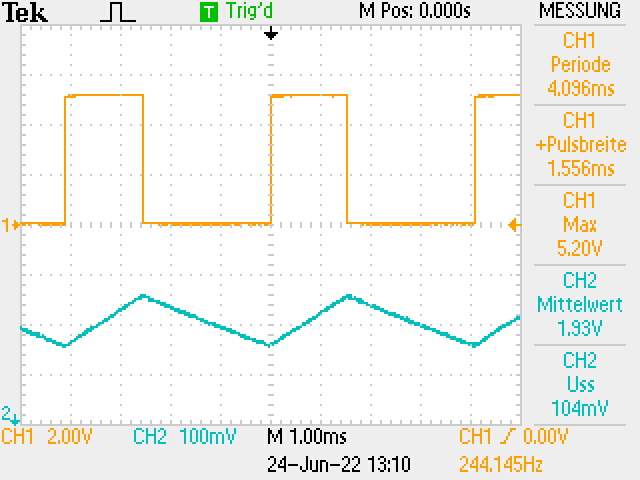 Tek T Trig'd M Pos: 0.000s MESSUNG
CH1
Periode
4.096ms
CH1
+Pulsbreite
1.556ms
1
CH1
Max
5.20V
CH2
Mittelwert
1.93V
CH2
Uss
104mV
2
CH1 2.00V CH2 100mV M 1.00ms CH1 0.00V
24-Jun-22 13:10 244.145Hz